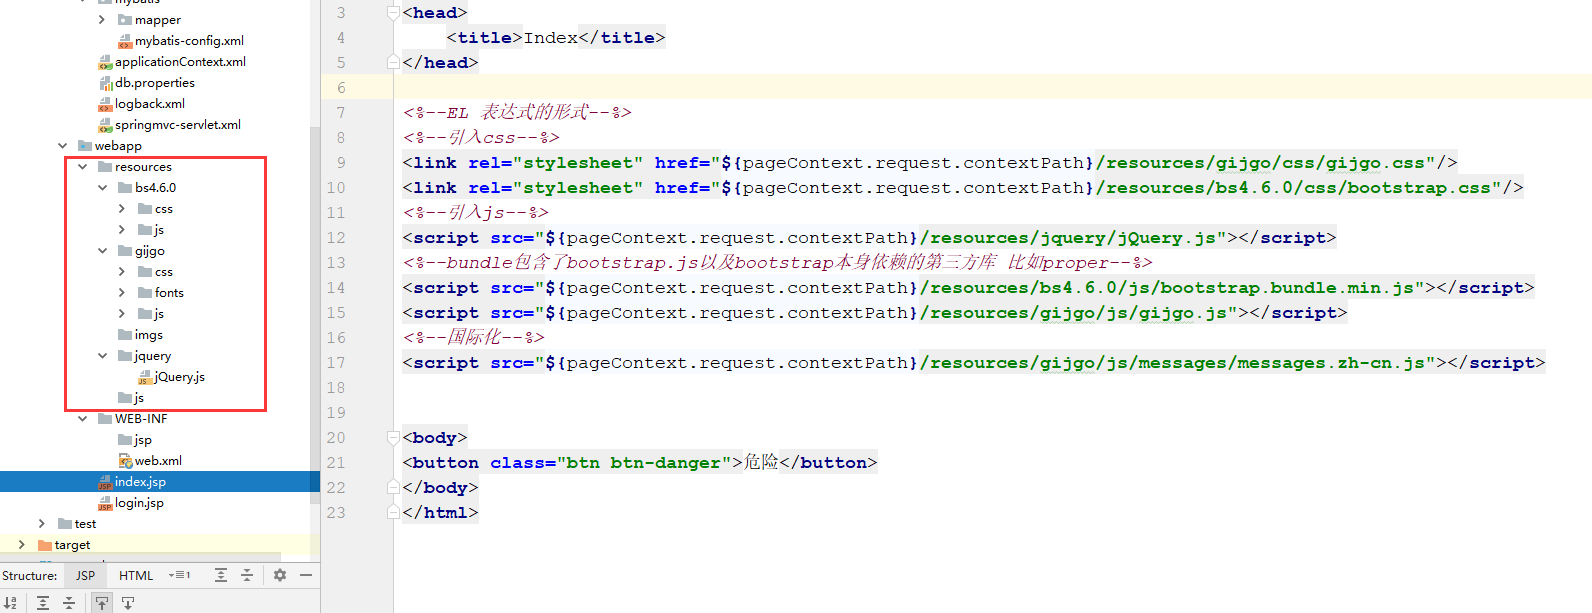 mybatis
mapper
mybatis-config.xml
applicationContext.xml
db.properties
logback.xml
springmvc-servlet.xml
webapp
resources
bs4.6.0
css
js
gijgo
css
fonts
js
imgs
jquery
jQuery.js
js
WEB-INF
jsp
web.xml
index.jsp
login.jsp
test
target
Structure: JSP HTML
3 <head>
4 <title>Index</title>
5 </head>
6
7 <%--EL 表达式的形式--%>
8 <%--引入css--%>
9 <link rel="stylesheet" href="${pageContext.request.contextPath}/resources/gijgo/css/gijgo.css"/>
10 <link rel="stylesheet" href="${pageContext.request.contextPath}/resources/bs4.6.0/css/bootstrap.css"/>
11 <%--引入js--%>
12 <script src="${pageContext.request.contextPath}/resources/jquery/jQuery.js"></script>
13 <%--bundle包含了bootstrap.js以及bootstrap本身依赖的第三方库 比如proper--%>
14 <script src="${pageContext.request.contextPath}/resources/bs4.6.0/js/bootstrap.bundle.min.js"></script>
15 <script src="${pageContext.request.contextPath}/resources/gijgo/js/gijgo.js"></script>
16 <%--国际化--%>
17 <script src="${pageContext.request.contextPath}/resources/gijgo/js/messages/messages.zh-cn.js"></script>
18
19
20 <body>
21 <button class="btn btn-danger">危险</button>
22 </body>
23 </html>